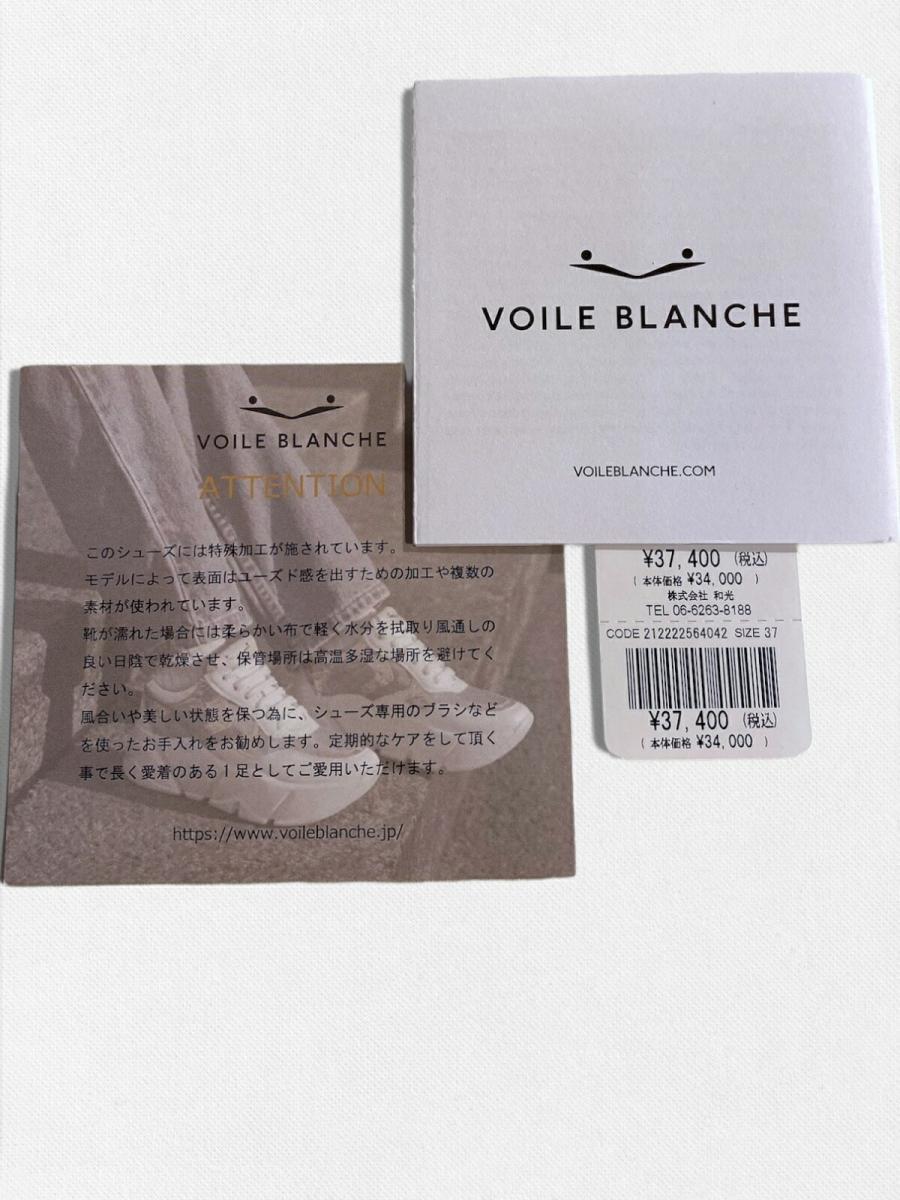 VOILE BLANCHE
VOILEBLANCHE.COM
VOILE BLANCHE
ATTENTION
このシューズには特殊加工が施されています。
モデルによって表面はユーズド感を出すための加工や複数の
素材が使われています。
靴が濡れた場合には柔らかい布で軽く水分を拭取り風通しの
良い日陰で乾燥させ、保管場所は高温多湿な場所を避けてく
ださい。
風合いや美しい状態を保つ為に、シューズ専用のブラシなど
を使ったお手入れをお勧めします。定期的なケアをして頂く
事で長く愛着のある1足としてご愛用いただけます。
https://www.voileblanche.jp/
¥37,400 (税込)
( 本体価格 ¥34,000 )
株式会社 和光
TEL 06-6263-8188
CODE 212222564042 SIZE 37
¥37,400 (税込)
( 本体価格 ¥34,000 )